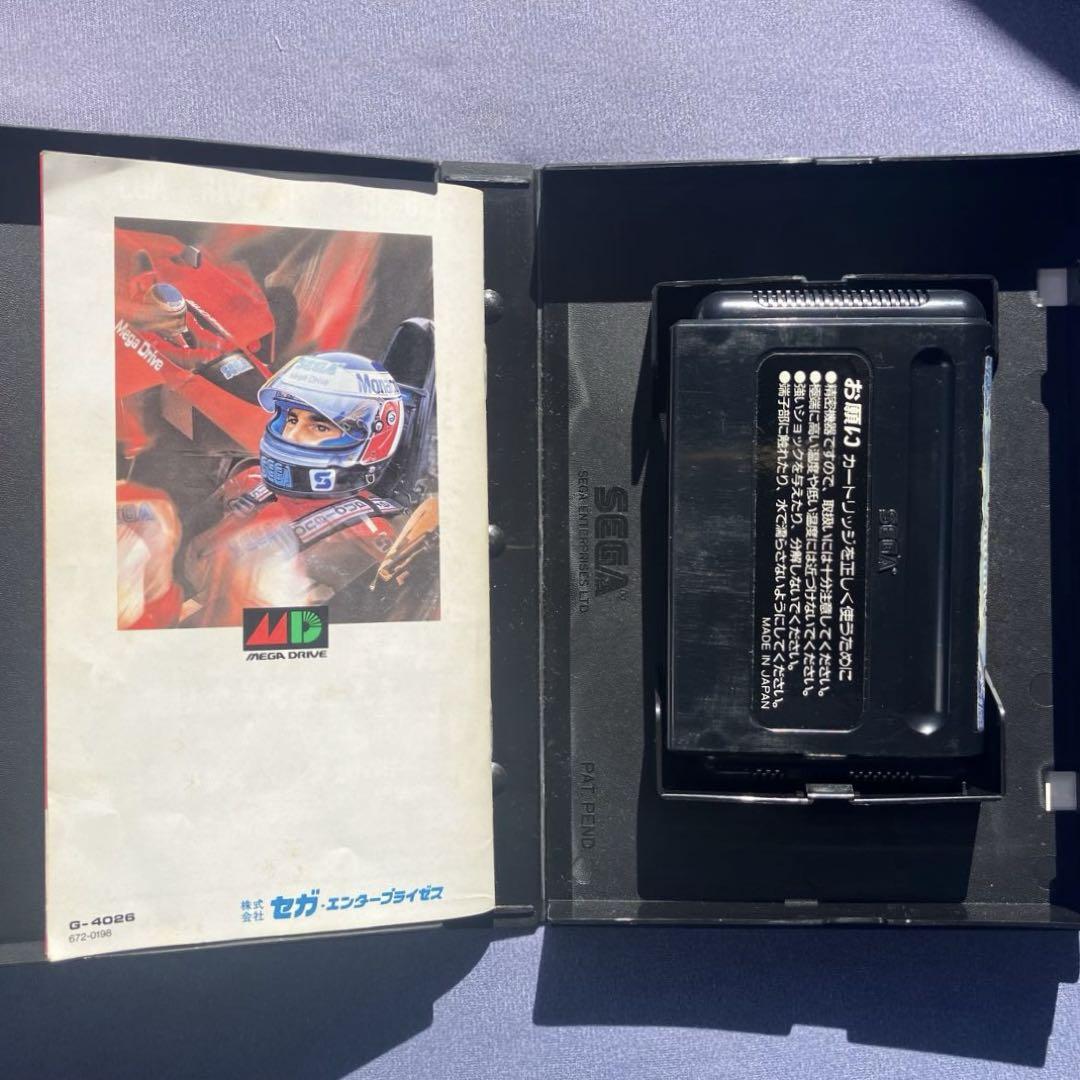 Mega Drive
SEGA
SEGA
Mega Drive
Mona
S
MD
MEGA DRIVE
株式会社 セガ・エンタープライゼス
G-4026
672-0198
SEGA
SEGA ENTERPRISES LTD.
PAT. PEND
お願い カートリッジを正しく使うために
●精密機器ですので、取扱いには十分注意してください。
●極端に高い温度や低い温度には近づけないでください。
●強いショックを与えたり、分解しないでください。
●端子部に触れたり、水で濡らさないようにしてください。
MADE IN JAPAN
SEGA